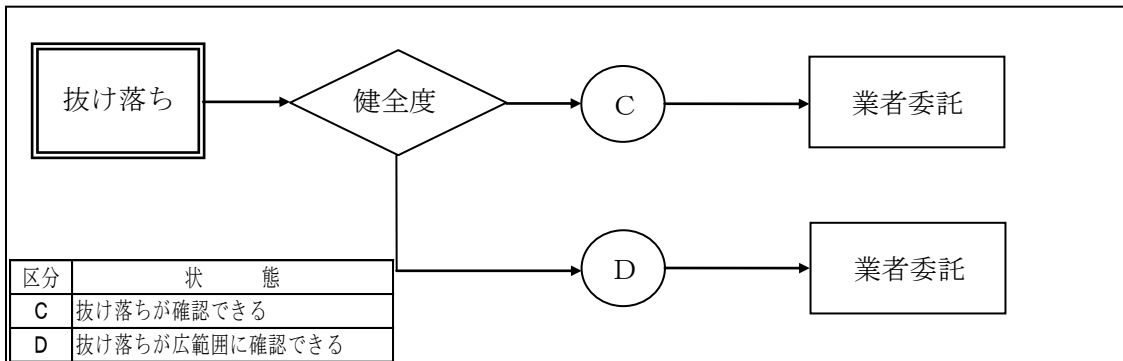 抜け落ち
健全度
C
業者委託
D
業者委託
区分 状態
C 抜け落ちが確認できる
D 抜け落ちが広範囲に確認できる